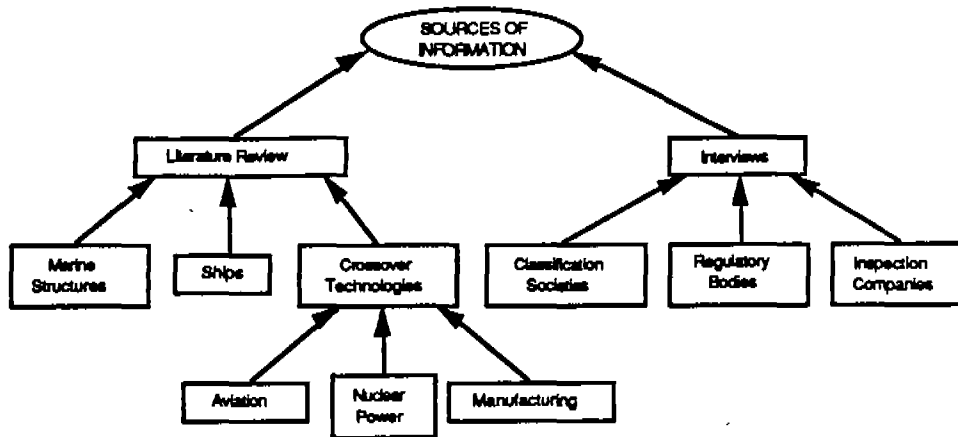 SOURCES OF
INFORMATION
Literature Review
Interviews
Marine
Structures
Ships
Crossover
Technologies
Classification
Societies
Regulatory
Bodies
Inspection
Companies
Aviation
Nuclear
Power
Manufacturing